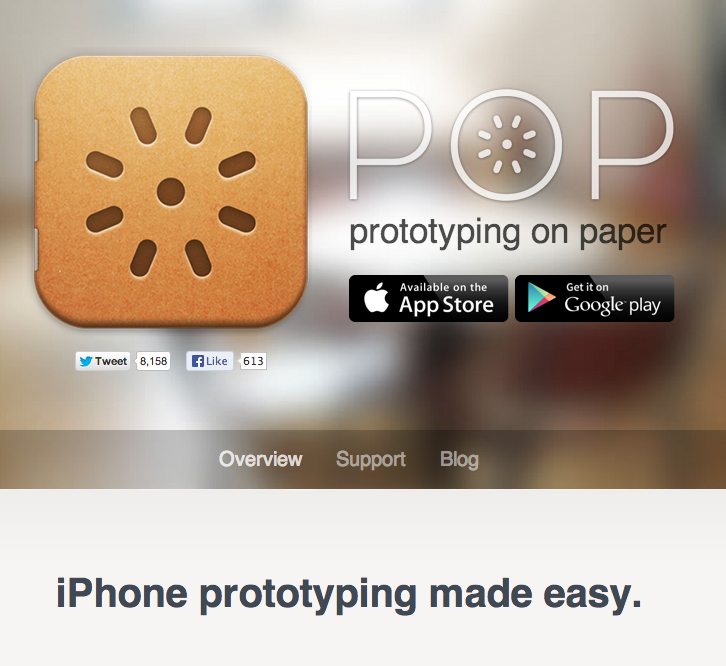 POP
prototyping on paper
Available on the
App Store
Get it on
Google play
Tweet 8,158 Like 613
Overview Support Blog
iPhone prototyping made easy.